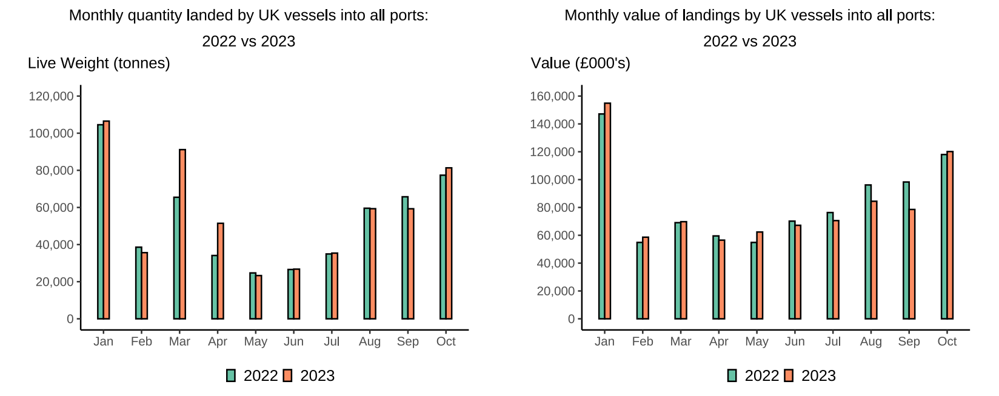 Monthly quantity landed by UK vessels into all ports:
2022 vs 2023
Live Weight (tonnes)
120,000
100,000
80,000
60,000
40,000
20,000
0
Jan Feb Mar Apr May Jun Jul Aug Sep Oct
2022 2023
Monthly value of landings by UK vessels into all ports:
2022 vs 2023
Value (£000's)
160,000
140,000
120,000
100,000
80,000
60,000
40,000
20,000
0
Jan Feb Mar Apr May Jun Jul Aug Sep Oct
2022 2023